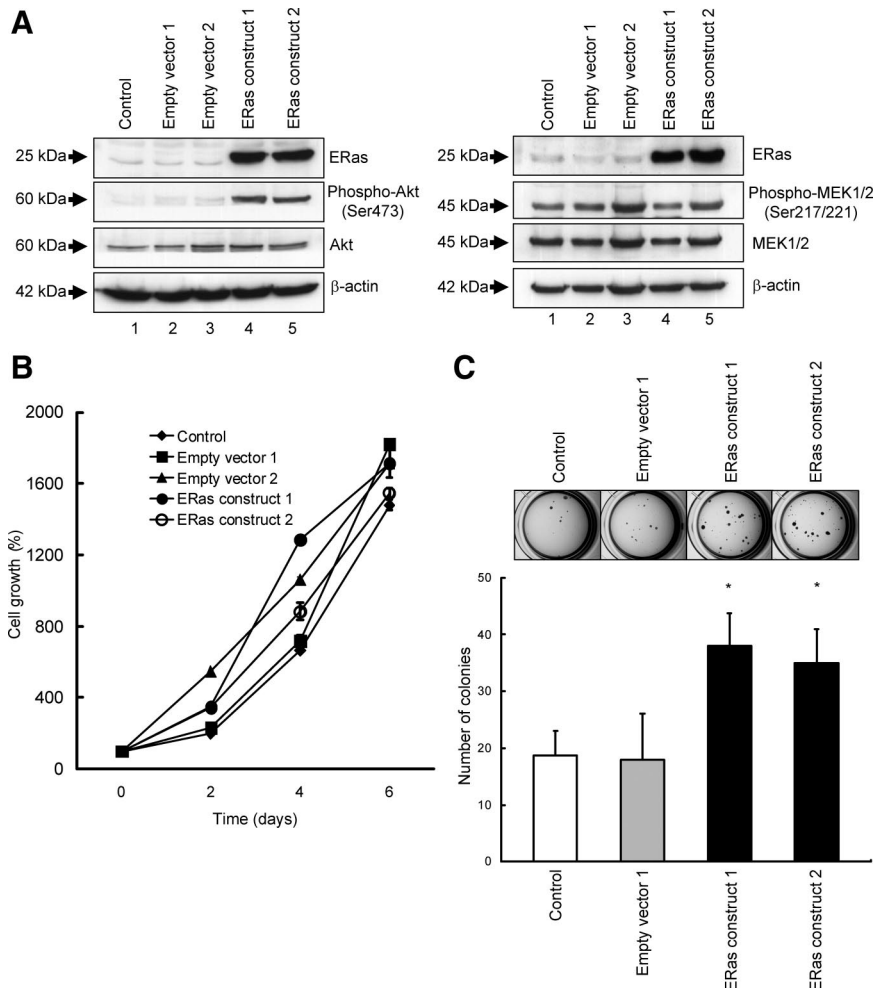 A
Control
Empty vector 1
Empty vector 2
ERas construct 1
ERas construct 2
25 kDa
ERas
60 kDa
Phospho-Akt
(Ser473)
60 kDa
Akt
42 kDa
β-actin
1 2 3 4 5
Control
Empty vector 1
Empty vector 2
ERas construct 1
ERas construct 2
25 kDa
ERas
45 kDa
Phospho-MEK1/2
(Ser217/221)
45 kDa
MEK1/2
42 kDa
β-actin
1 2 3 4 5
B
2000
1600
1200
800
400
0
Cell growth (%)
Control
Empty vector 1
Empty vector 2
ERas construct 1
ERas construct 2
0 2 4 6
Time (days)
C
Control
Empty vector 1
ERas construct 1
ERas construct 2
50
40
30
20
10
0
Number of colonies
* *
Control
Empty vector 1
ERas construct 1
ERas construct 2